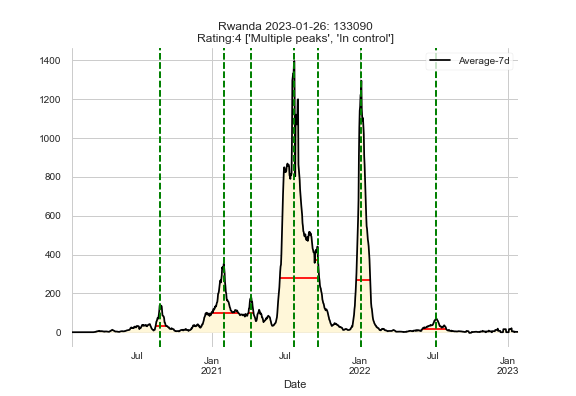 Rwanda 2023-01-26: 133090
Rating:4 ['Multiple peaks', 'In control']
Average-7d
1400
1200
1000
800
600
400
200
0
Jul
Jan
2021
Jul
Jan
2022
Jul
Jan
2023
Date